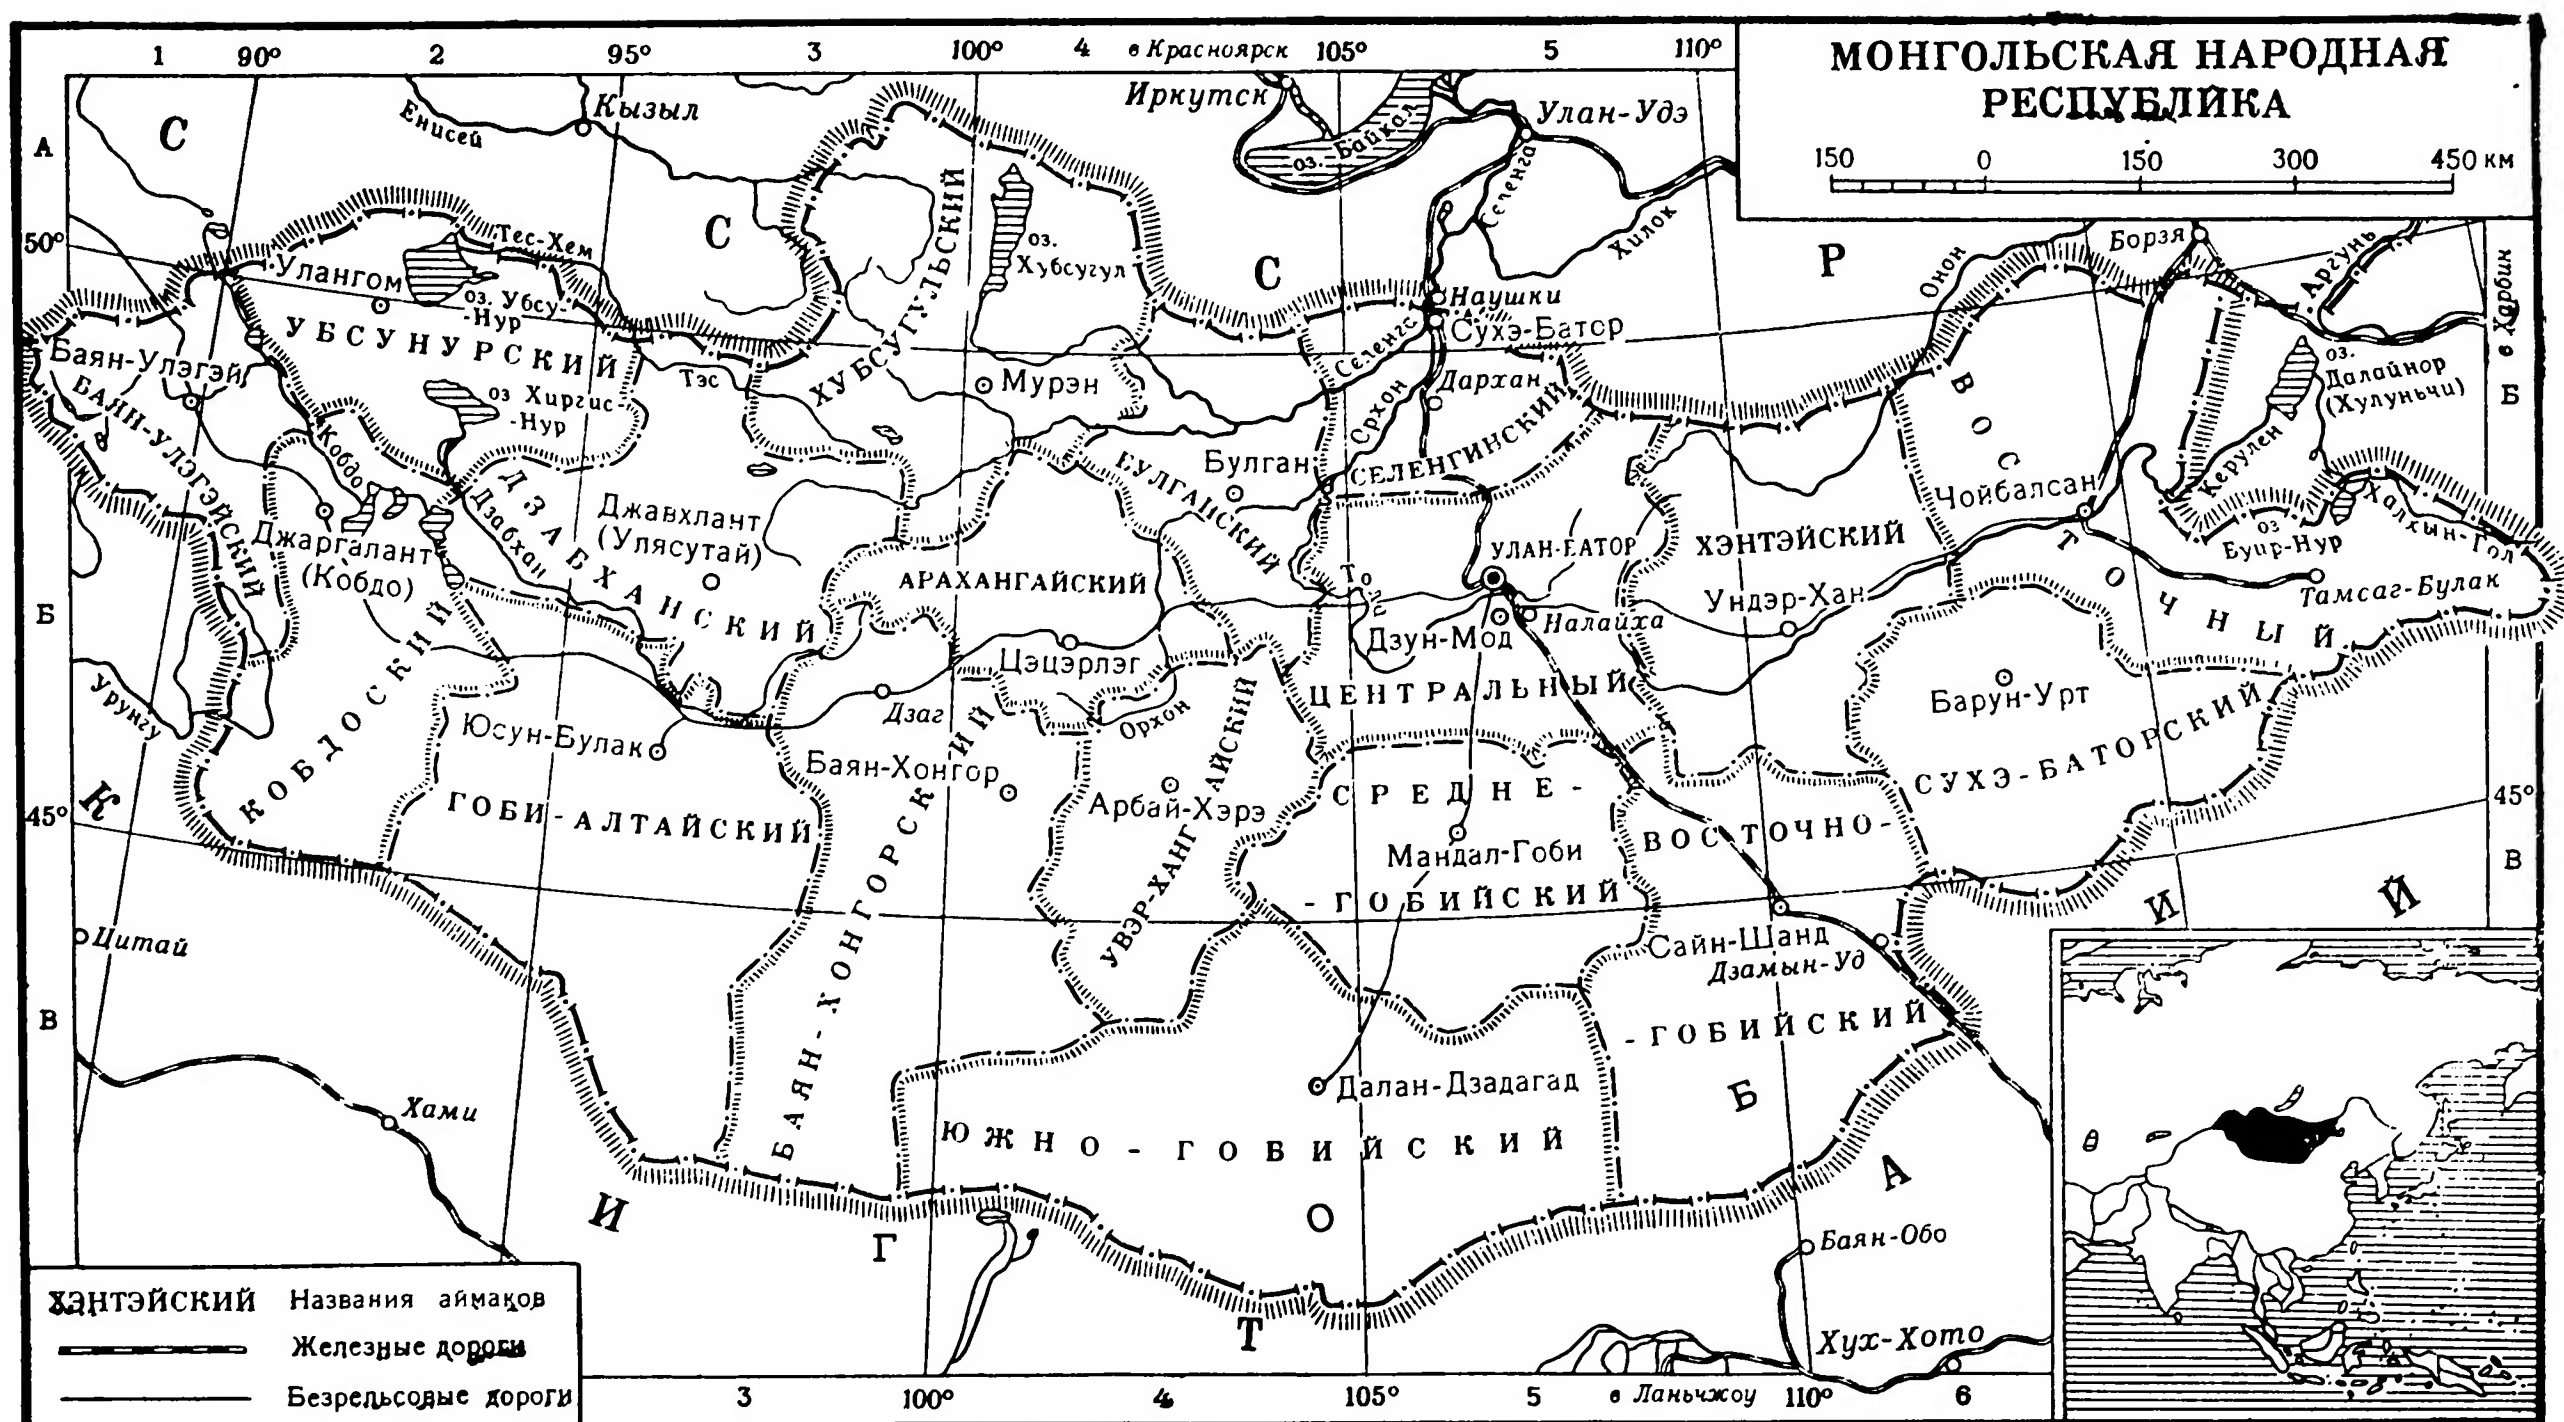 1 90° 2 95° 3 100° 4 в Красноярск 105° 5 110°
МОНГОЛЬСКАЯ НАРОДНАЯ
РЕСПУБЛИКА
150 0 150 300 450 км
А
С
Енисей
Кызыл
Иркутск
оз. Байкал
Улан-Удэ
Селенга
Хилок
50°
С
С
Р
Тес-Хем
Улангом
оз. Убсу-
-Нур
УБСУНУРСКИЙ
ХУБСУГУЛЬСКИЙ
оз.
Хубсугул
Наушки
Сухэ-Батор
Селенга
Онон
Борзя
Аргунь
в Харбин
Баян-Улэгэй
БАЯН-УЛЭГЭЙСКИЙ
Тэс
Мурэн
Дархан
Орхон
оз.
Далайнор
(Хулуньчи)
Б
оз Хиргис-
-Нур
Кобдо
Булган
БУЛГАНСКИЙ
СЕЛЕНГИНСКИЙ
ВОСТОЧНЫЙ
Керулен
Чойбалсан
Джаргалант
(Кобдо)
Дзабхан
ДЗАБХАНСКИЙ
Джавхлант
(Улясутай)
АРАХАНГАЙСКИЙ
УЛАН-БАТОР
ХЭНТЭЙСКИЙ
оз
Буир-Нур
Халхын-Гол
Тамсаг-Булак
Б
Тола
Дзун-Мод
Налайха
Ундэр-Хан
Цэцэрлэг
Урунгу
КОБДОСКИЙ
Юсун-Булак
Дзаг
Орхон
ЦЕНТРАЛЬНЫЙ
Барун-Урт
СУХЭ-БАТОРСКИЙ
К
45°
ГОБИ-АЛТАЙСКИЙ
Баян-Хонгор
БАЯН-ХОНГОРСКИЙ
Арбай-Хэрэ
УВЭР-ХАНГАЙСКИЙ
СРЕДНЕ-
Мандал-Гоби
-ГОБИЙСКИЙ
ВОСТОЧНО-
45°
В
И
Й
Цитай
Сайн-Шанд
Дзамын-Уд
-ГОБИЙСКИЙ
В
Хами
Далан-Дзадагад
ЮЖНО-ГОБИЙСКИЙ
Б
А
И
Г
О
Т
Баян-Обо
Хух-Хото
ХЭНТЭЙСКИЙ Названия аймаков
Железные дороги
Безрельсовые дороги
3 100° 4 105° 5 в Ланьчжоу 110° 6